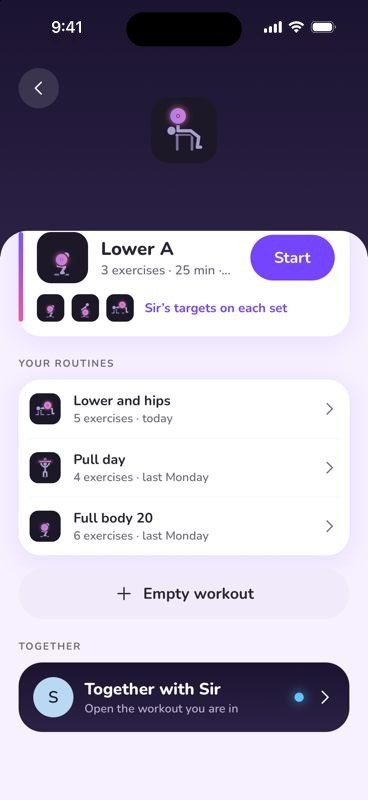 9:41
Lower A
3 exercises · 25 min ·...
Start
Sir's targets on each set
YOUR ROUTINES
Lower and hips
5 exercises · today
Pull day
4 exercises · last Monday
Full body 20
6 exercises · last Monday
+ Empty workout
TOGETHER
S
Together with Sir
Open the workout you are in